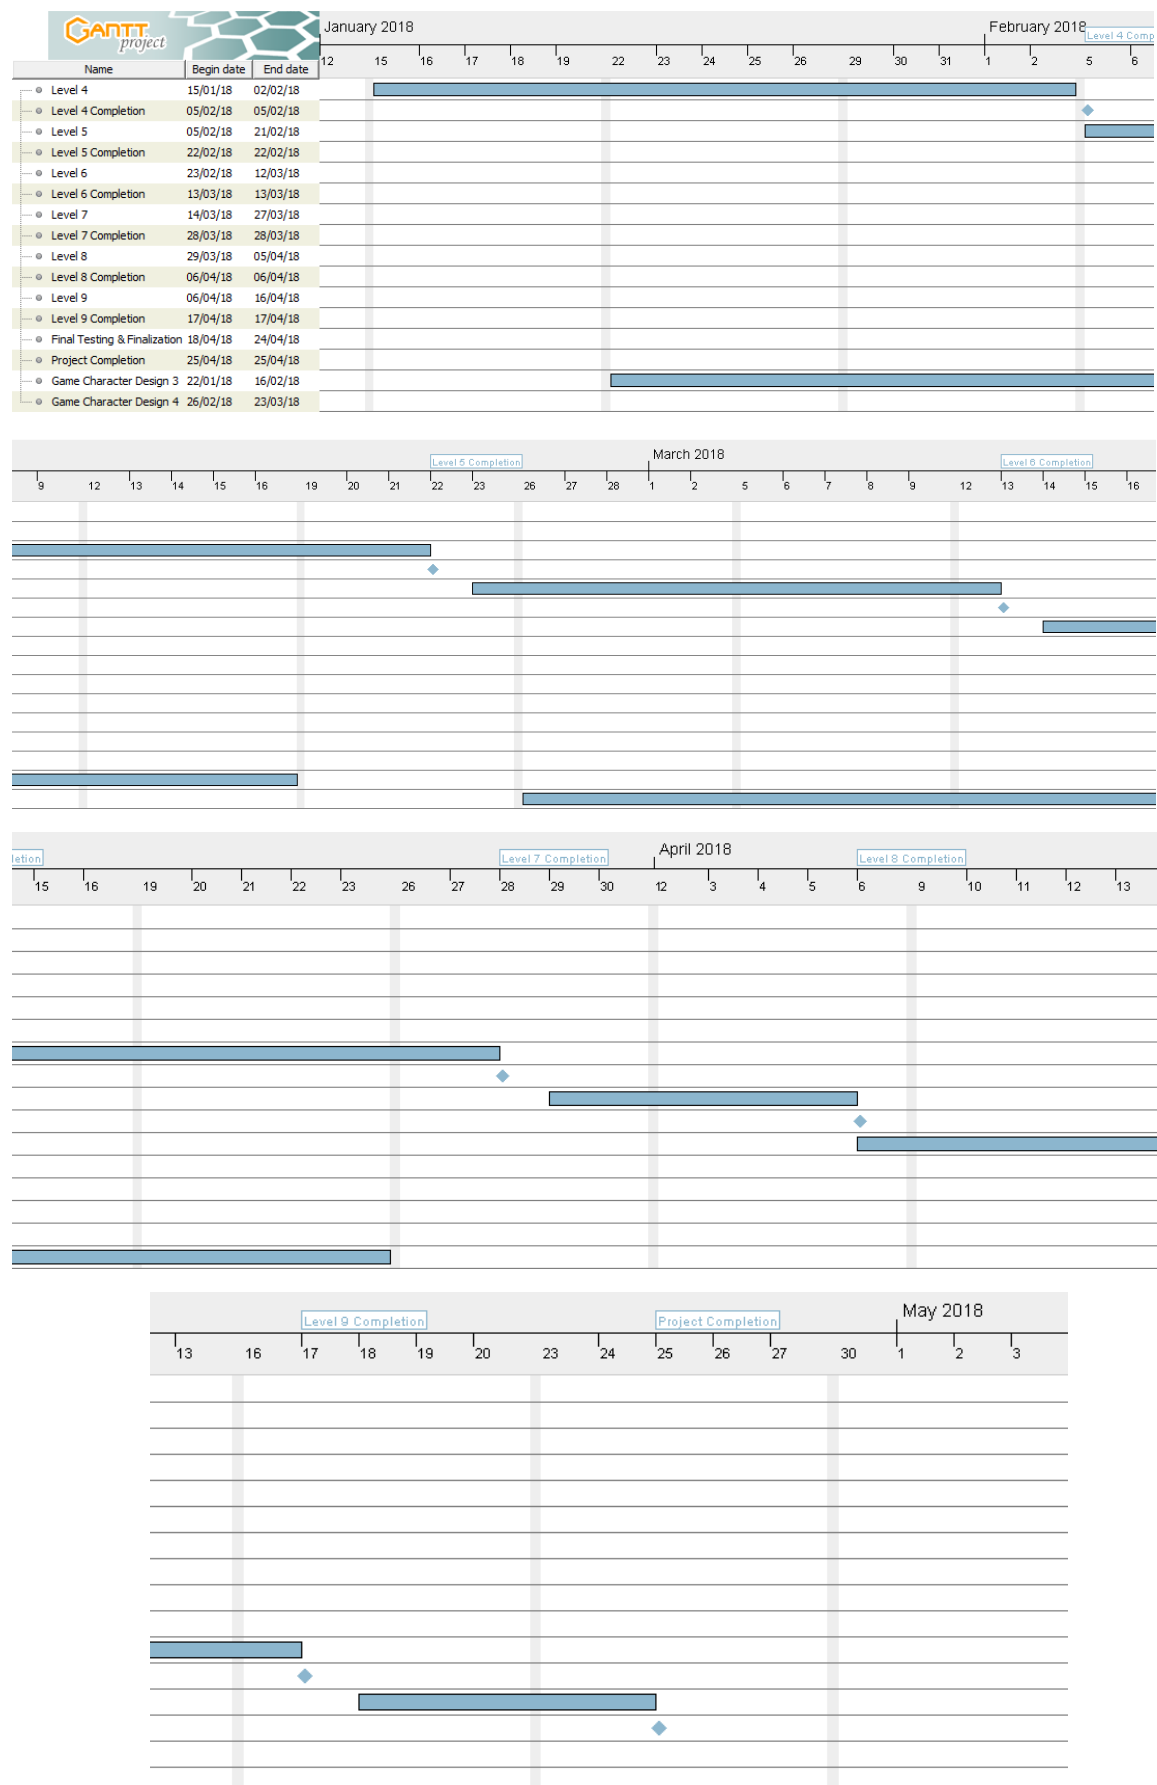 GANTT
project
January 2018 February 2018
Level 4 Comp
12 15 16 17 18 19 22 23 24 25 26 29 30 31 1 2 5 6
Name Begin date End date
Level 4 15/01/18 02/02/18
Level 4 Completion 05/02/18 05/02/18
Level 5 05/02/18 21/02/18
Level 5 Completion 22/02/18 22/02/18
Level 6 23/02/18 12/03/18
Level 6 Completion 13/03/18 13/03/18
Level 7 14/03/18 27/03/18
Level 7 Completion 28/03/18 28/03/18
Level 8 29/03/18 05/04/18
Level 8 Completion 06/04/18 06/04/18
Level 9 06/04/18 16/04/18
Level 9 Completion 17/04/18 17/04/18
Final Testing & Finalization 18/04/18 24/04/18
Project Completion 25/04/18 25/04/18
Game Character Design 3 22/01/18 16/02/18
Game Character Design 4 26/02/18 23/03/18
March 2018
Level 5 Completion Level 6 Completion
9 12 13 14 15 16 19 20 21 22 23 26 27 28 1 2 5 6 7 8 9 12 13 14 15 16
April 2018
letion Level 7 Completion Level 8 Completion
15 16 19 20 21 22 23 26 27 28 29 30 12 3 4 5 6 9 10 11 12 13
May 2018
Level 9 Completion Project Completion
13 16 17 18 19 20 23 24 25 26 27 30 1 2 3